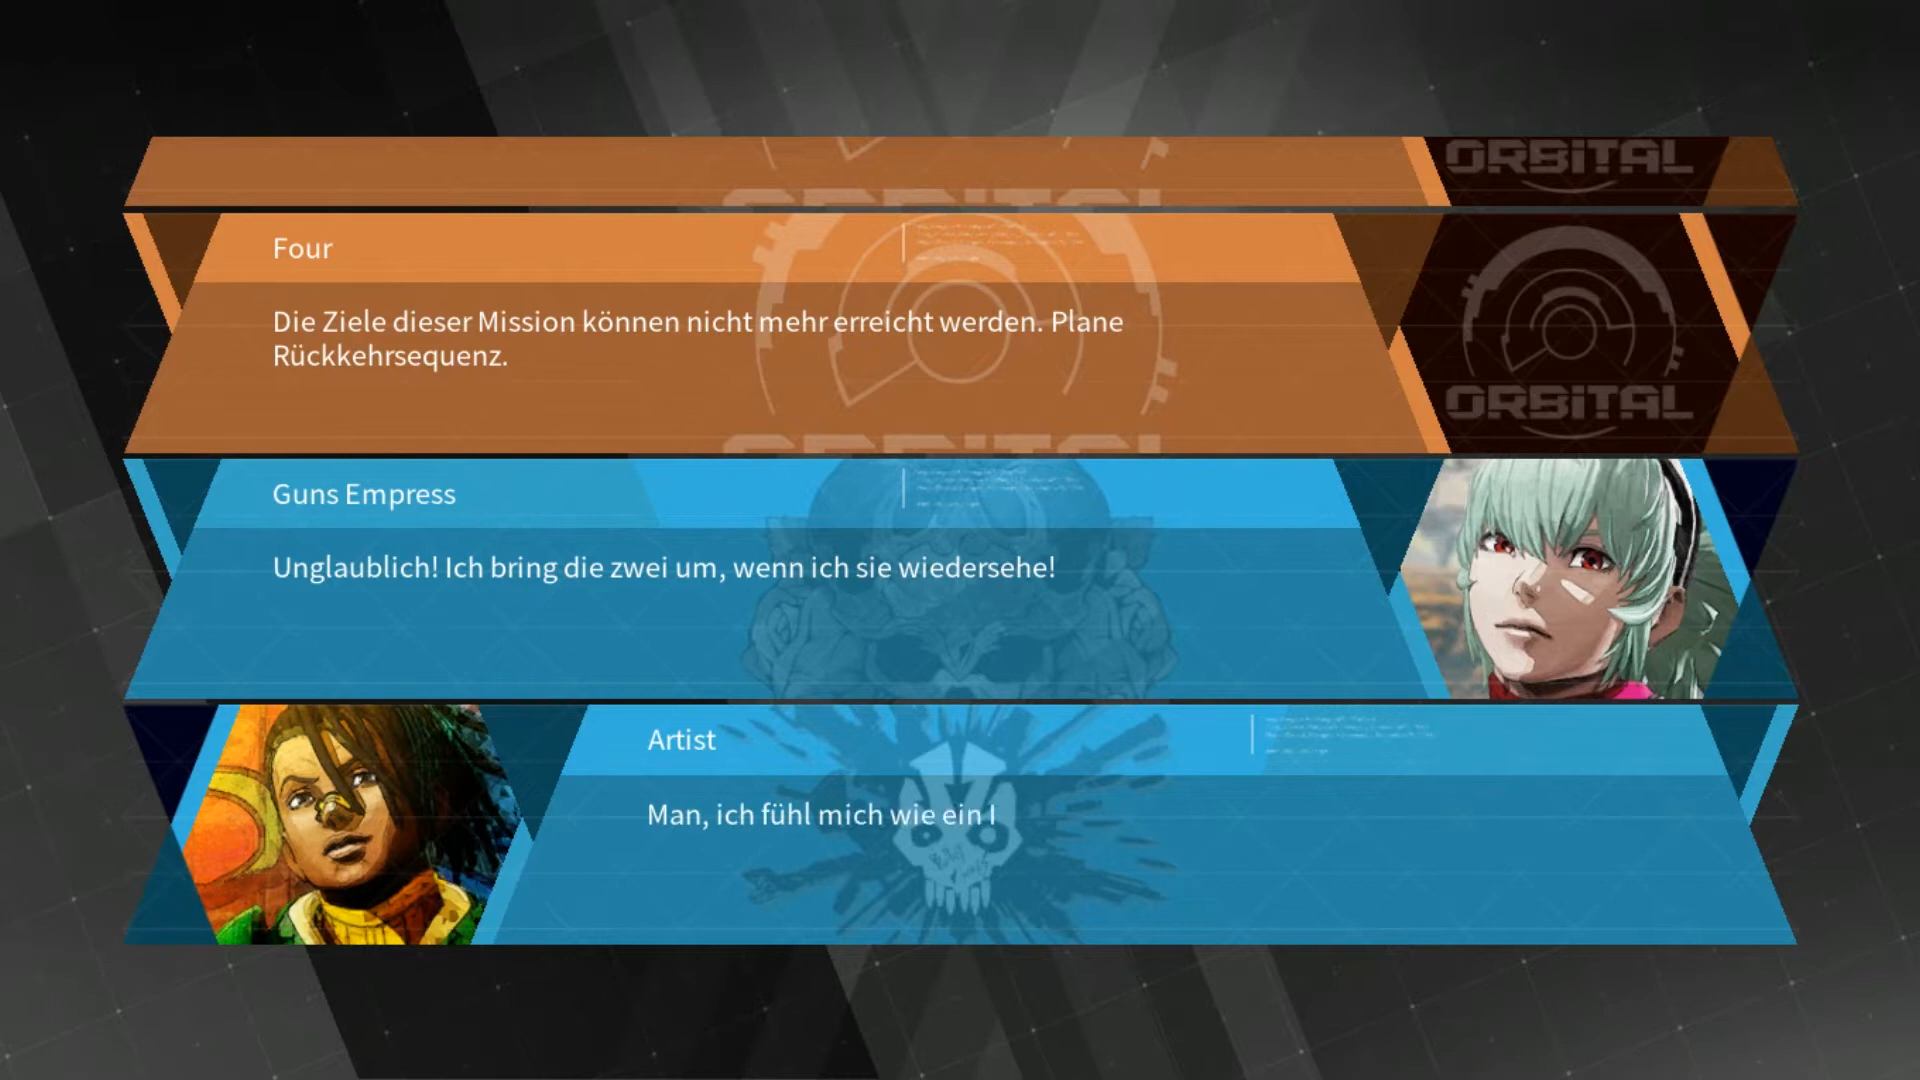 ORBITAL
Four
Die Ziele dieser Mission können nicht mehr erreicht werden. Plane
Rückkehrsequenz.
ORBITAL
Guns Empress
Unglaublich! Ich bring die zwei um, wenn ich sie wiedersehe!
Artist
Man, ich fühl mich wie ein I